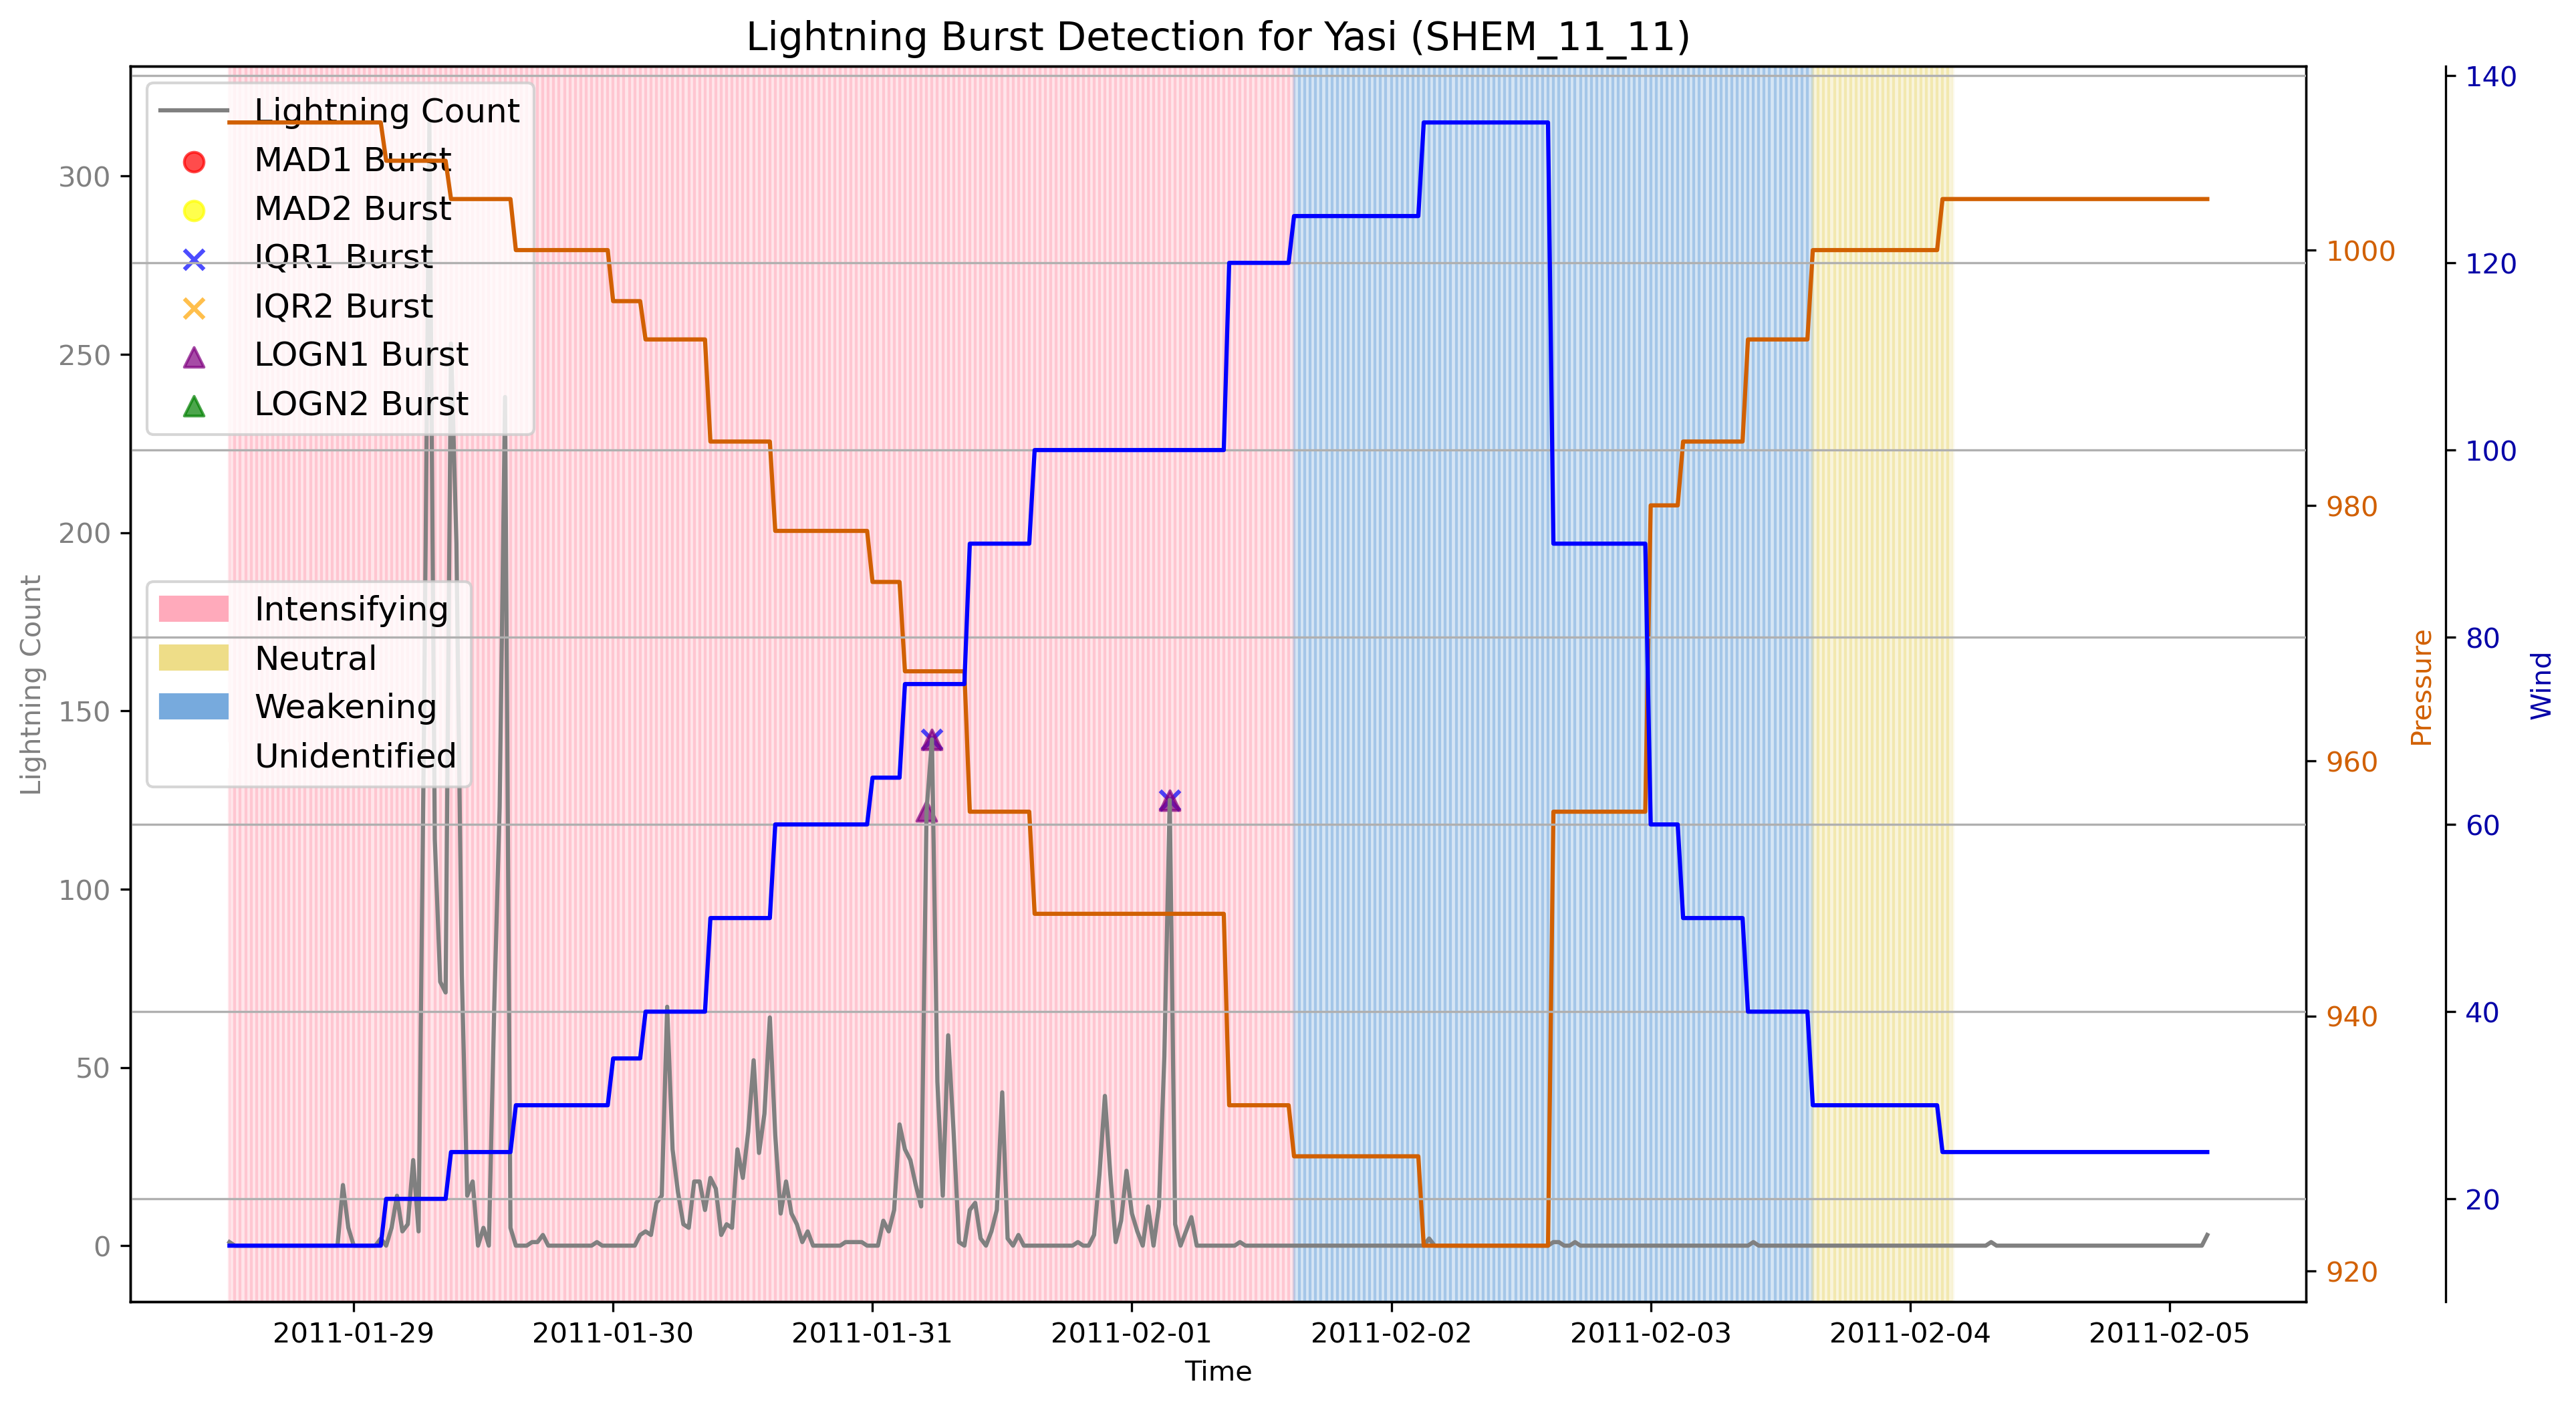 Lightning Burst Detection for Yasi (SHEM_11_11)
Lightning Count
MAD1 Burst
MAD2 Burst
IQR1 Burst
IQR2 Burst
LOGN1 Burst
LOGN2 Burst
Intensifying
Neutral
Weakening
Unidentified
Lightning Count
300
250
200
150
100
50
0
1000
980
960
940
920
Pressure
140
120
100
80
60
40
20
Wind
2011-01-29 2011-01-30 2011-01-31 2011-02-01 2011-02-02 2011-02-03 2011-02-04 2011-02-05
Time